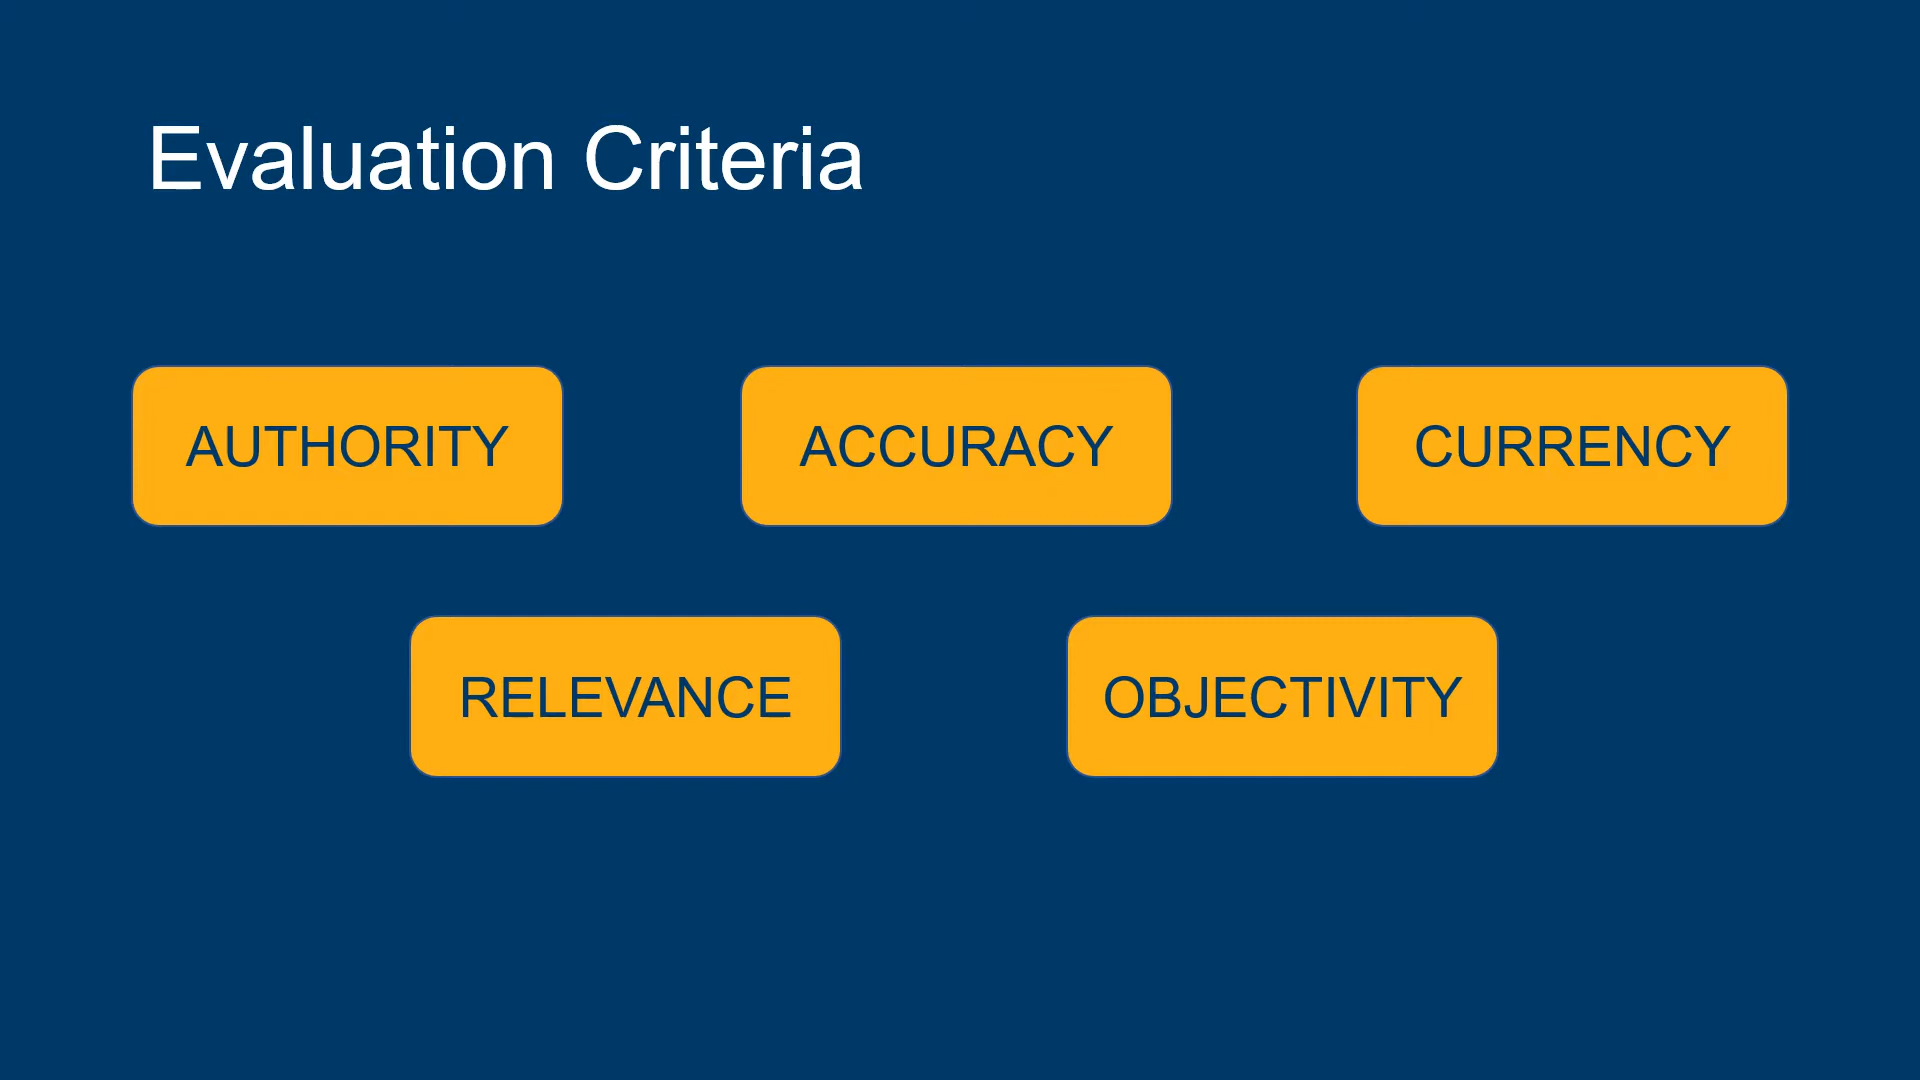 Evaluation Criteria
AUTHORITY
ACCURACY
CURRENCY
RELEVANCE
OBJECTIVITY